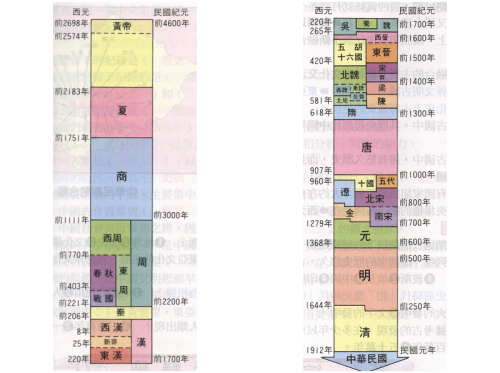 西元
民國紀元
前2698年
前4600年
黃帝
前2574年
前2183年
夏
前1751年
商
前3000年
前1111年
西周
周
前770年
春秋
東周
前403年
戰國
前221年
前2200年
秦
前206年
西漢
漢
8年
新莽
25年
東漢
220年
前1700年
西元
民國紀元
220年
吳
蜀
魏
前1700年
265年
西晉
前1600年
五胡十六國
東晉
前1500年
420年
宋
北魏
齊
前1400年
西魏
東魏
梁
北周
北齊
581年
陳
618年
隋
前1300年
唐
907年
前1000年
960年
遼
十國
五代
北宋
前800年
金
南宋
1279年
前700年
元
1368年
前600年
前500年
明
1644年
前250年
清
1912年
民國元年
中華民國